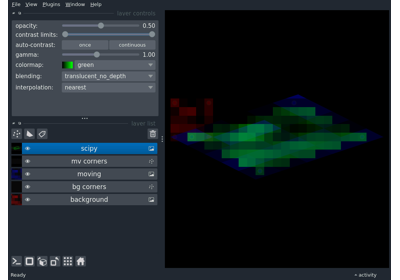 File View Plugins Window Help
layer controls
opacity: 0.50
contrast limits:
auto-contrast: once continuous
gamma: 1.00
colormap: green
blending: translucent_no_depth
interpolation: nearest
layer list
scipy
mv corners
moving
bg corners
background
Ready
activity